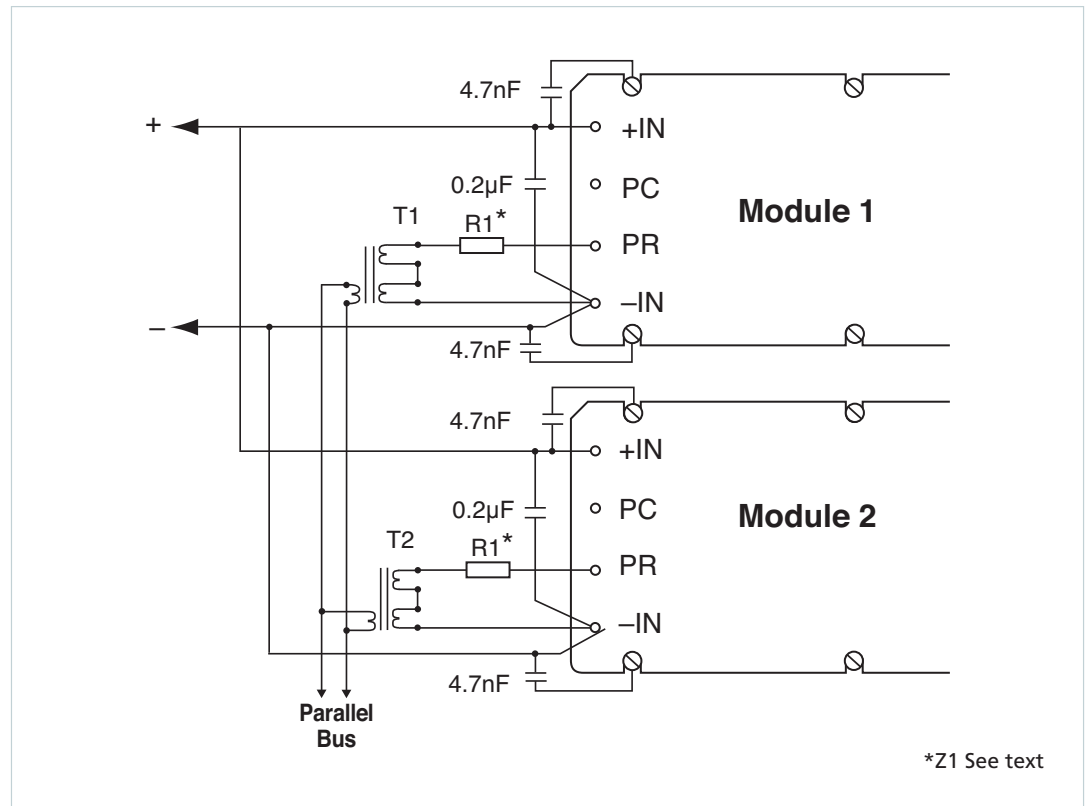 4.7nF
+
+IN
0.2µF
PC
Module 1
T1
R1*
PR
–IN
–
4.7nF
4.7nF
+IN
0.2µF
PC
Module 2
T2
R1*
PR
–IN
4.7nF
Parallel
Bus
*Z1 See text